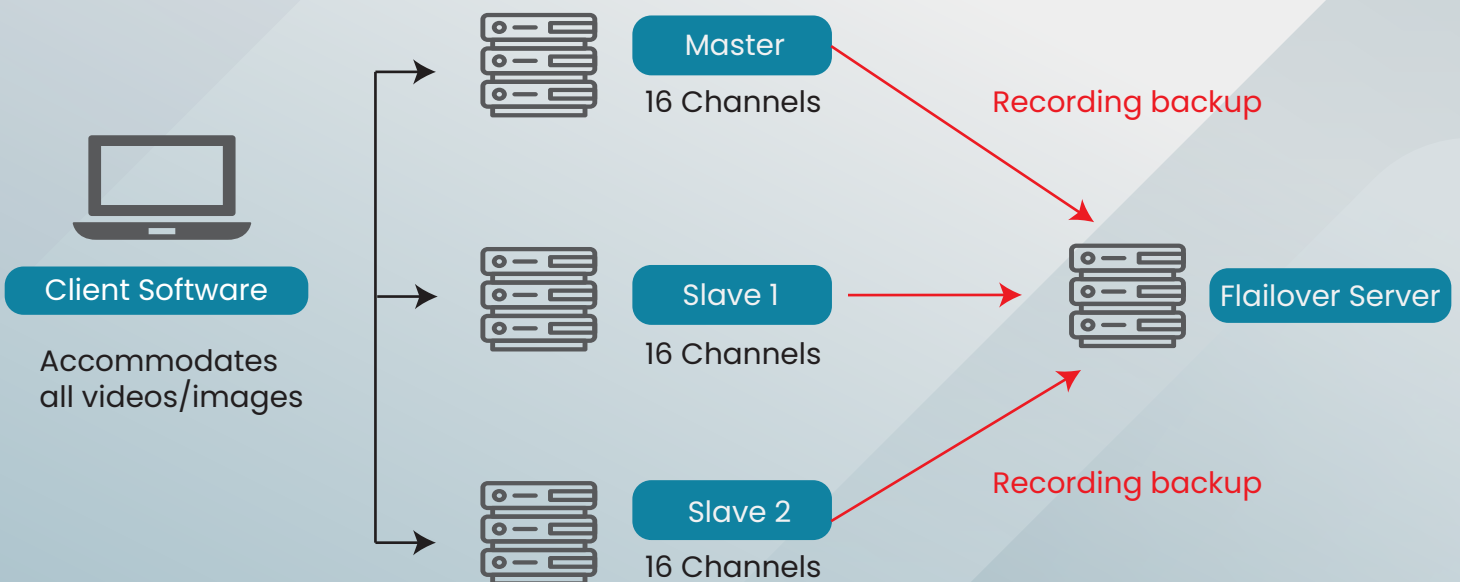 Master
16 Channels
Recording backup
Client Software
Accommodates
all videos/images
Slave 1
16 Channels
Flailover Server
Slave 2
16 Channels
Recording backup